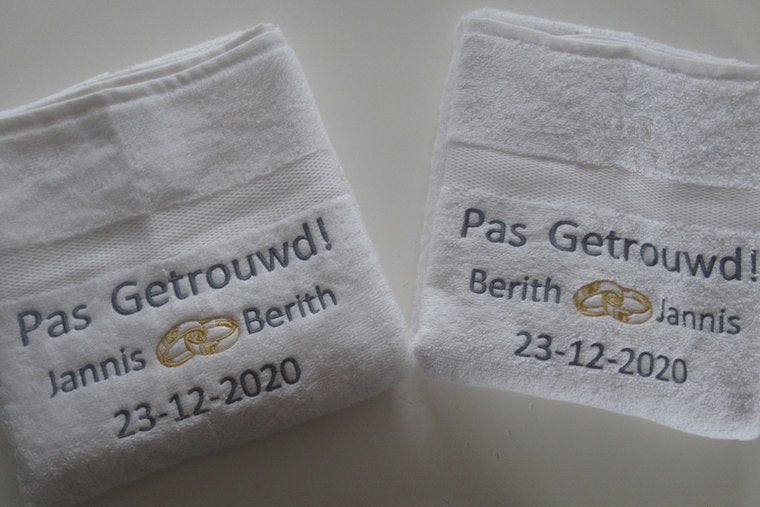 Pas Getrouwd!
Jannis Berith
23-12-2020
Pas Getrouwd!
Berith Jannis
23-12-2020